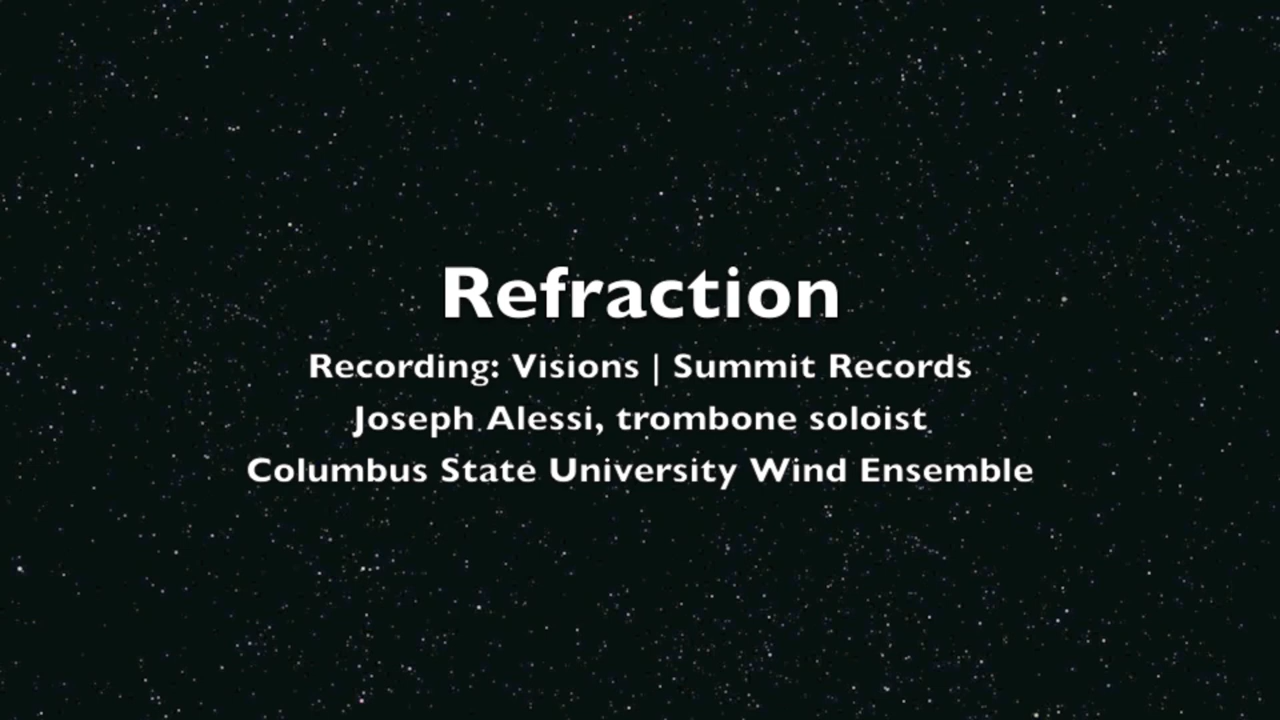 Refraction
Recording: Visions | Summit Records
Joseph Alessi, trombone soloist
Columbus State University Wind Ensemble